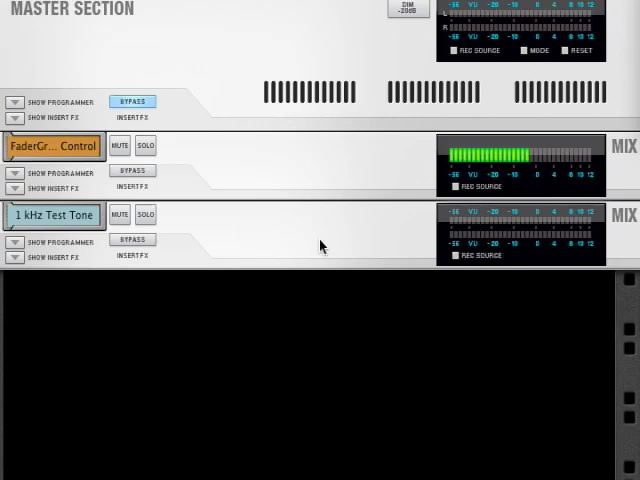 MASTER SECTION
DIM
-20dB
-56 VU -20 -10 0 4 8 10 12
L
R
-56 VU -20 -10 0 4 8 10 12
REC SOURCE MODE RESET
SHOW PROGRAMMER BYPASS
SHOW INSERT FX INSERT FX
FaderGr... Control MUTE SOLO MIX
-56 VU -20 -10 0 4 8 10 12
SHOW PROGRAMMER BYPASS
SHOW INSERT FX INSERT FX REC SOURCE
-56 VU -20 -10 0 4 8 10 12
1 kHz Test Tone MUTE SOLO MIX
-56 VU -20 -10 0 4 8 10 12
SHOW PROGRAMMER BYPASS
SHOW INSERT FX INSERT FX REC SOURCE